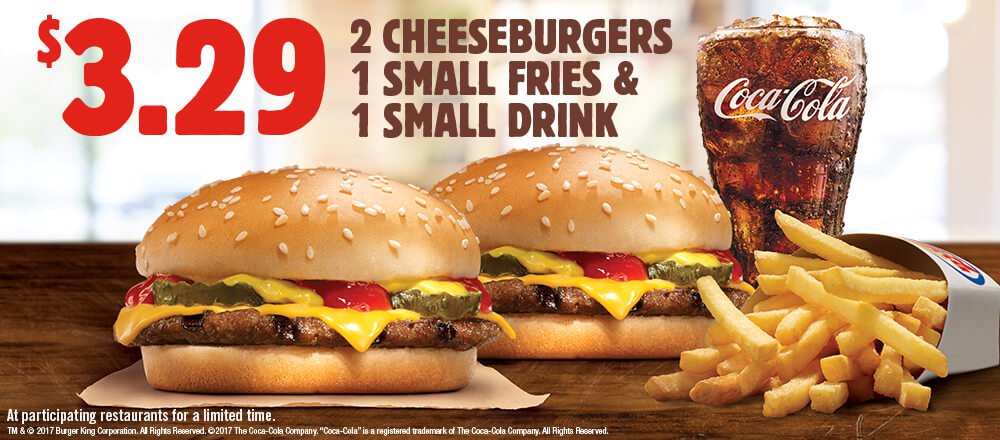 $3.29
2 CHEESEBURGERS
1 SMALL FRIES &
1 SMALL DRINK
Coca-Cola
At participating restaurants for a limited time.
TM & © 2017 Burger King Corporation. All Rights Reserved. ©2017 The Coca-Cola Company. "Coca-Cola" is a registered trademark of The Coca-Cola Company. All Rights Reserved.